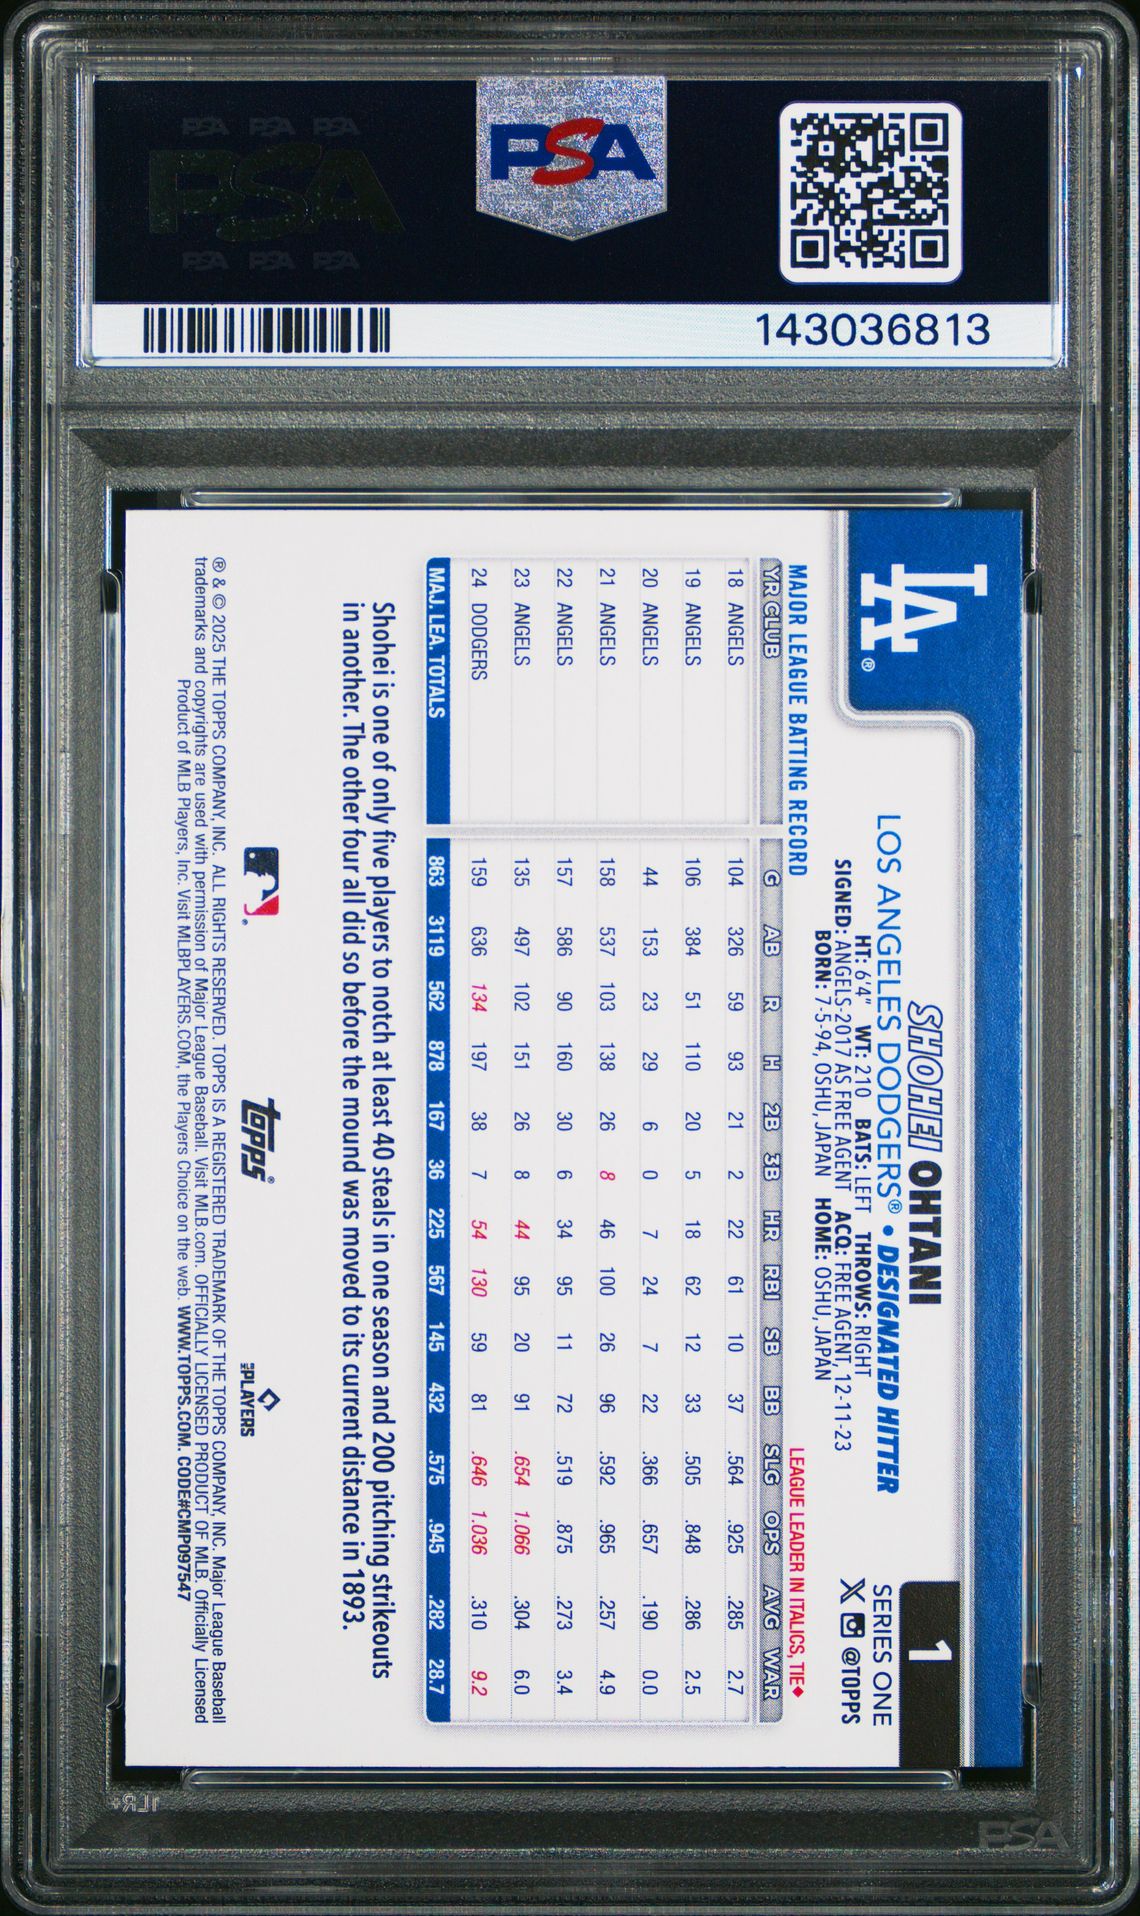 PSA PSA PSA
PSA
PSA PSA PSA
PSA
143036813
LA®
1
SHOHEI OHTANI
LOS ANGELES DODGERS® • DESIGNATED HITTER
HT: 6'4" WT: 210 BATS: LEFT THROWS: RIGHT
SIGNED: ANGELS-2017 AS FREE AGENT ACQ: FREE AGENT, 12-11-23
BORN: 7-5-94, OSHU, JAPAN HOME: OSHU, JAPAN
SERIES ONE
X @TOPPS
MAJOR LEAGUE BATTING RECORD
LEAGUE LEADER IN ITALICS, TIE◆
YR CLUB G AB R H 2B 3B HR RBI SB BB SLG OPS AVG WAR
18 ANGELS 104 326 59 93 21 2 22 61 10 37 .564 .925 .285 2.7
19 ANGELS 106 384 51 110 20 5 18 62 12 33 .505 .848 .286 2.5
20 ANGELS 44 153 23 29 6 0 7 24 7 22 .366 .657 .190 0.0
21 ANGELS 158 537 103 138 26 8 46 100 26 96 .592 .965 .257 4.9
22 ANGELS 157 586 90 160 30 6 34 95 11 72 .519 .875 .273 3.4
23 ANGELS 135 497 102 151 26 8 44 95 20 91 .654 1.066 .304 6.0
24 DODGERS 159 636 134 197 38 7 54 130 59 81 .646 1.036 .310 9.2
MAJ. LEA. TOTALS 863 3119 562 878 167 36 225 567 145 432 .575 .945 .282 28.7
Shohei is one of only five players to notch at least 40 steals in one season and 200 pitching strikeouts
in another. The other four all did so before the mound was moved to its current distance in 1893.
topps®
MLB PLAYERS
® & © 2025 THE TOPPS COMPANY, INC. ALL RIGHTS RESERVED. TOPPS IS A REGISTERED TRADEMARK OF THE TOPPS COMPANY, INC. Major League Baseball
trademarks and copyrights are used with permission of Major League Baseball. Visit MLB.com. OFFICIALLY LICENSED PRODUCT OF MLB. Officially Licensed
Product of MLB Players, Inc. Visit MLBPLAYERS.COM, the Players Choice on the web. WWW.TOPPS.COM. CODE#CMP097547
PSA